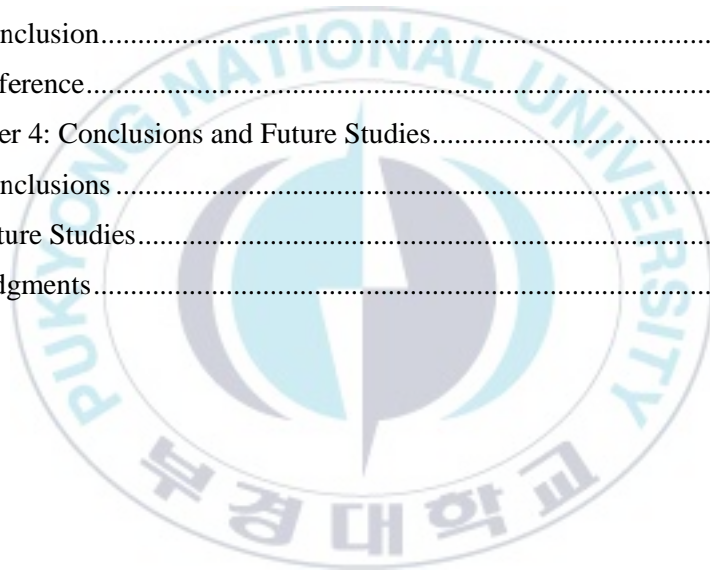 nclusion..........................................................................
ference............................................................................
er 4: Conclusions and Future Studies.....................................
nclusions ........................................................................
ture Studies.....................................................................
dgments...........................................................................
PUKYONG NATIONAL UNIVERSITY
부경대학교